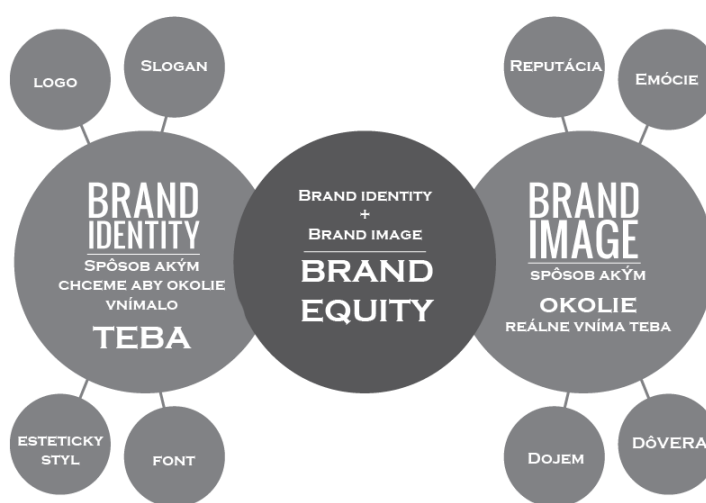 LOGO
SLOGAN
BRAND
IDENTITY
SPÔSOB AKÝM
CHCEME ABY OKOLIE
VNÍMALO
TEBA
ESTETICKY
STYL
FONT
BRAND IDENTITY
+
BRAND IMAGE
BRAND
EQUITY
REPUTÁCIA
EMÓCIE
BRAND
IMAGE
SPÔSOB AKÝM
OKOLIE
REÁLNE VNÍMA TEBA
DOJEM
DÔVERA